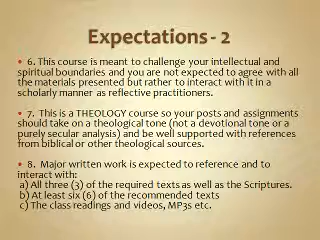 Expectations - 2
• 6. This course is meant to challenge your intellectual and
spiritual boundaries and you are not expected to agree with all
the materials presented but rather to interact with it in a
scholarly manner as reflective practitioners.
• 7. This is a THEOLOGY course so your posts and assignments
should take on a theological tone (not a devotional tone or a
purely secular analysis) and be well supported with references
from biblical or other theological sources.
• 8. Major written work is expected to reference and to
interact with:
a) All three (3) of the required texts as well as the Scriptures.
b) At least six (6) of the recommended texts
c) The class readings and videos, MP3s etc.